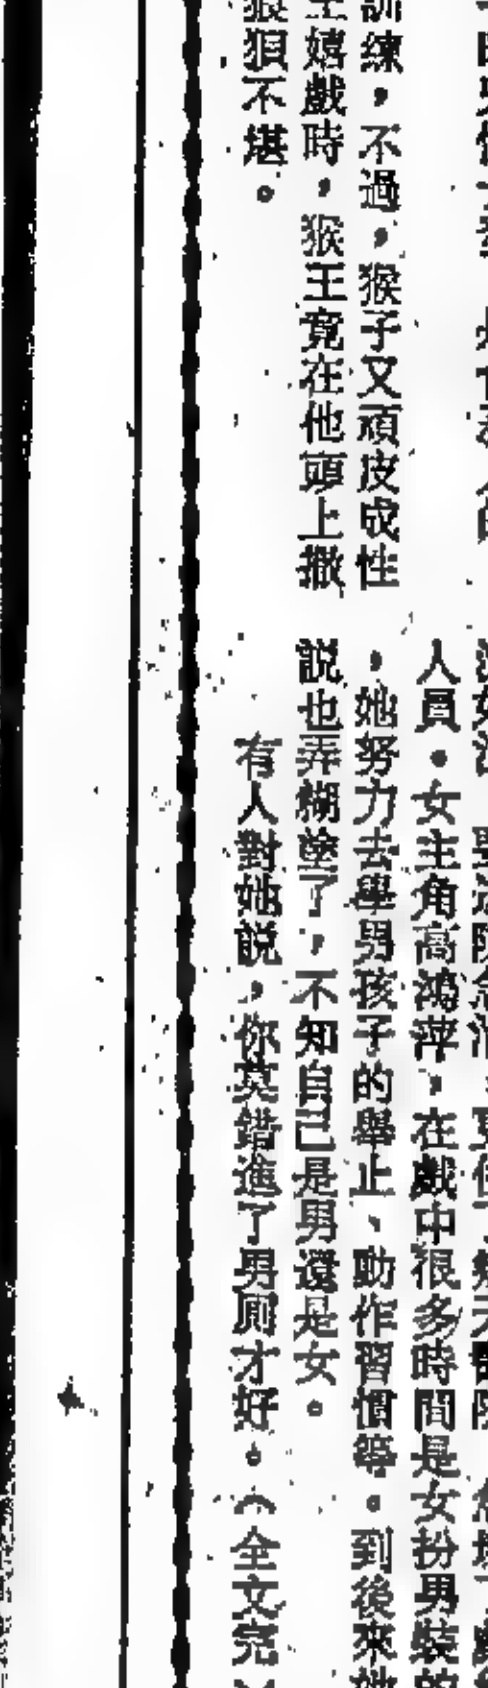 訓練,不過,猴子又頑皮成性
王嬉戲時,猴王竟在他頭上撒
狼狽不堪。
人員。女主角高鴻萍,在戲中很多時間是女扮男裝的
,她努力去學男孩子的舉止、動作習慣等。到後來她
說也弄糊塗了,不知自己是男還是女。
有人對她說,你莫錯進了男厠才好。(全文完)